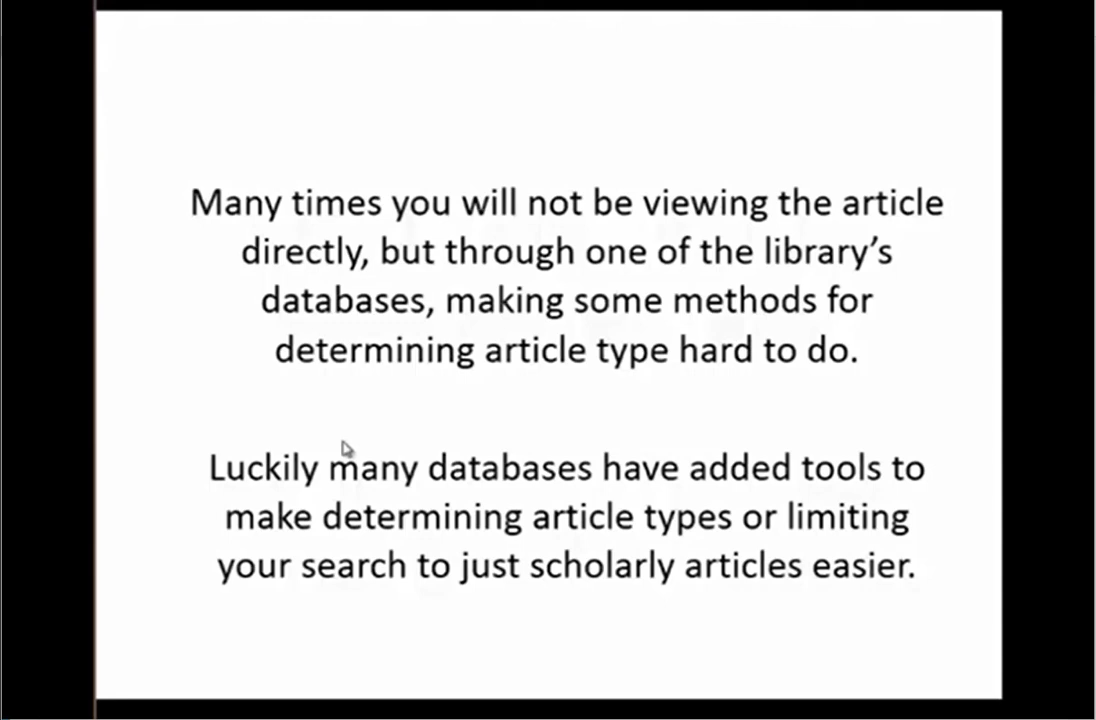 Many times you will not be viewing the article
directly, but through one of the library’s
databases, making some methods for
determining article type hard to do.
Luckily many databases have added tools to
make determining article types or limiting
your search to just scholarly articles easier.